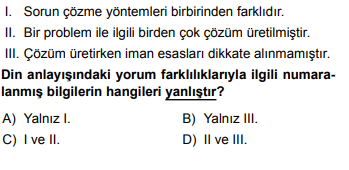 I. Sorun çözme yöntemleri birbirinden farklıdır.
II. Bir problem ile ilgili birden çok çözüm üretilmiştir.
III. Çözüm üretirken iman esasları dikkate alınmamıştır.
Din anlayışındaki yorum farklılıklarıyla ilgili numara-
lanmış bilgilerin hangileri yanlıştır?
A) Yalnız I. B) Yalnız III.
C) I ve II. D) II ve III.